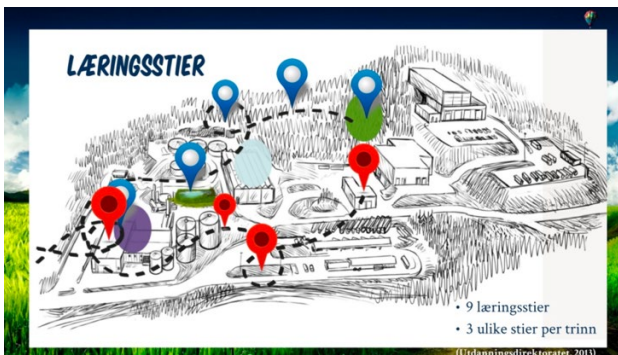 LÆRINGSSTIER
• 9 læringsstier
• 3 ulike stier per trinn
(Utdanningsdirektoratet, 2013)